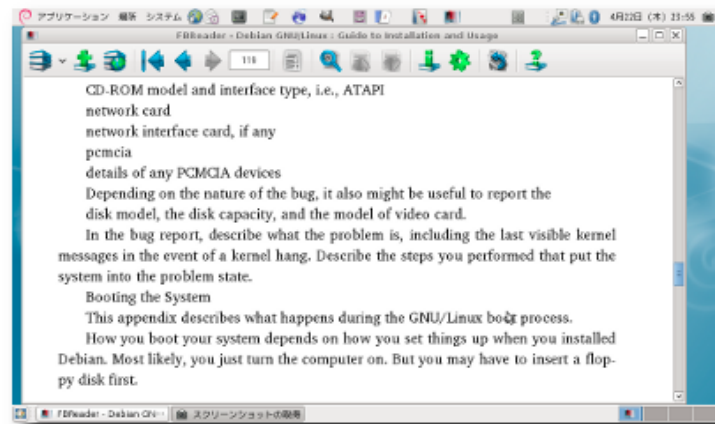 アプリケーション 場所 システム 4月22日 (木) 23:55
FBReader - Debian GNU/Linux : Guide to Installation and Usage
118
CD-ROM model and interface type, i.e., ATAPI
network card
network interface card, if any
pcmcia
details of any PCMCIA devices
Depending on the nature of the bug, it also might be useful to report the
disk model, the disk capacity, and the model of video card.
In the bug report, describe what the problem is, including the last visible kernel
messages in the event of a kernel hang. Describe the steps you performed that put the
system into the problem state.
Booting the System
This appendix describes what happens during the GNU/Linux boot process.
How you boot your system depends on how you set things up when you installed
Debian. Most likely, you just turn the computer on. But you may have to insert a flop-
py disk first.
FBReader - Debian GN… スクリーンショットの取得